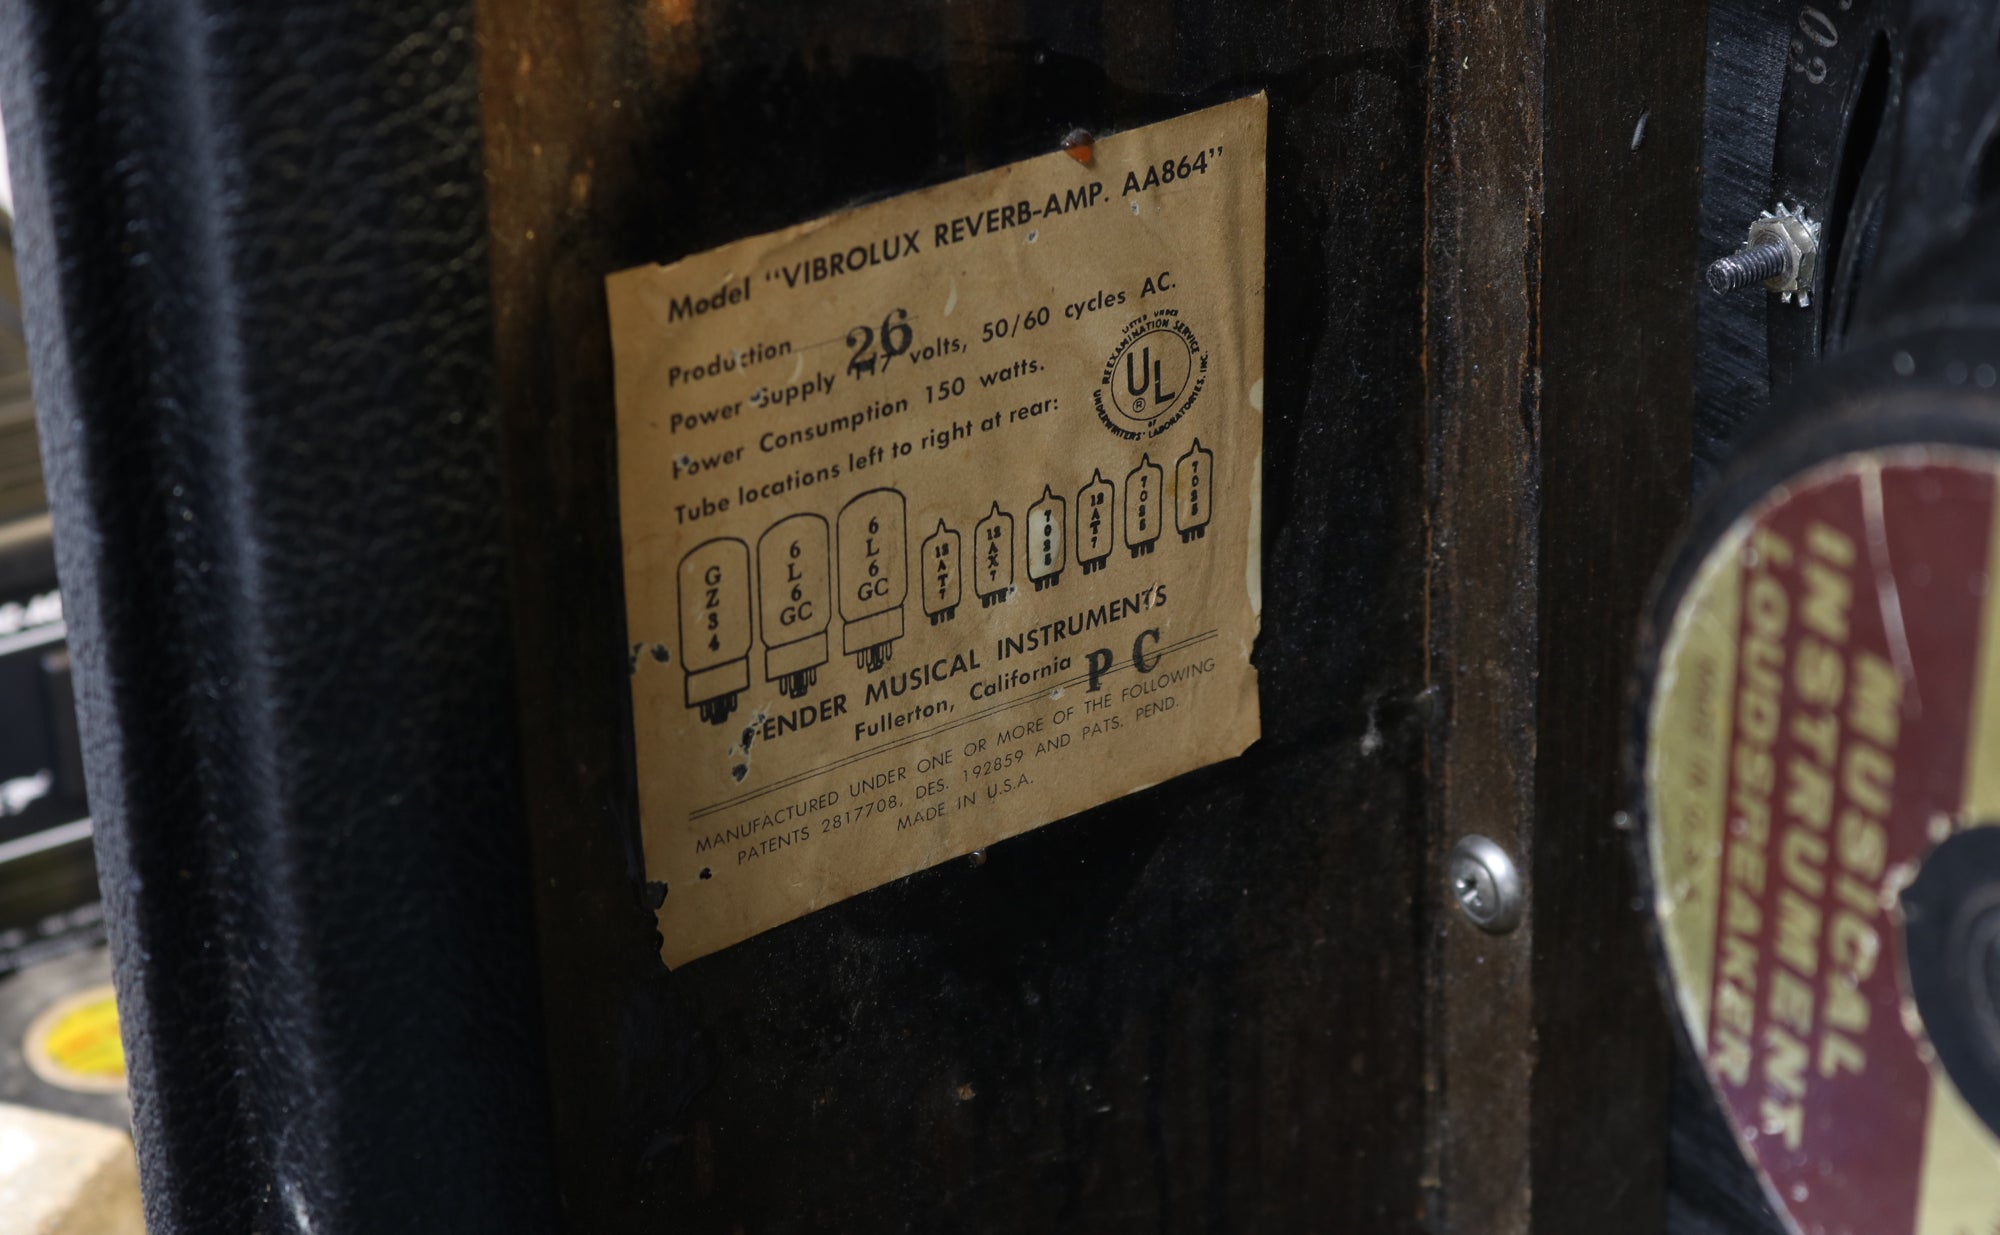 Model “VIBROLUX REVERB-AMP. AA864”
Production 26
Power Supply 117 volts, 50/60 cycles AC.
Power Consumption 150 watts.
Tube locations left to right at rear:
LISTED UNDER
REEXAMINATION SERVICE
UL
®
OF
UNDERWRITERS' LABORATORIES, INC.
GZ34
6L6GC
6L6GC
12AT7
12AX7
7025
12AT7
7025
7025
FENDER MUSICAL INSTRUMENTS
Fullerton, California PC
MANUFACTURED UNDER ONE OR MORE OF THE FOLLOWING
PATENTS 2817708, DES. 192859 AND PATS. PEND.
MADE IN U.S.A.
MUSICAL
INSTRUMENT
LOUDSPEAKER